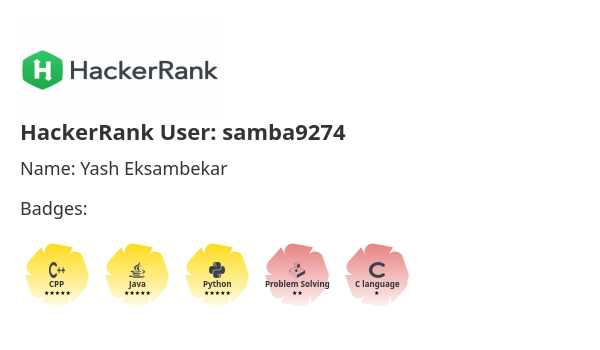 H HackerRank
HackerRank User: samba9274
Name: Yash Eksambekar
Badges:
C++ C
CPP Java Python Problem Solving C language
★★★★★ ★★★★★ ★★★★★ ★★ ★